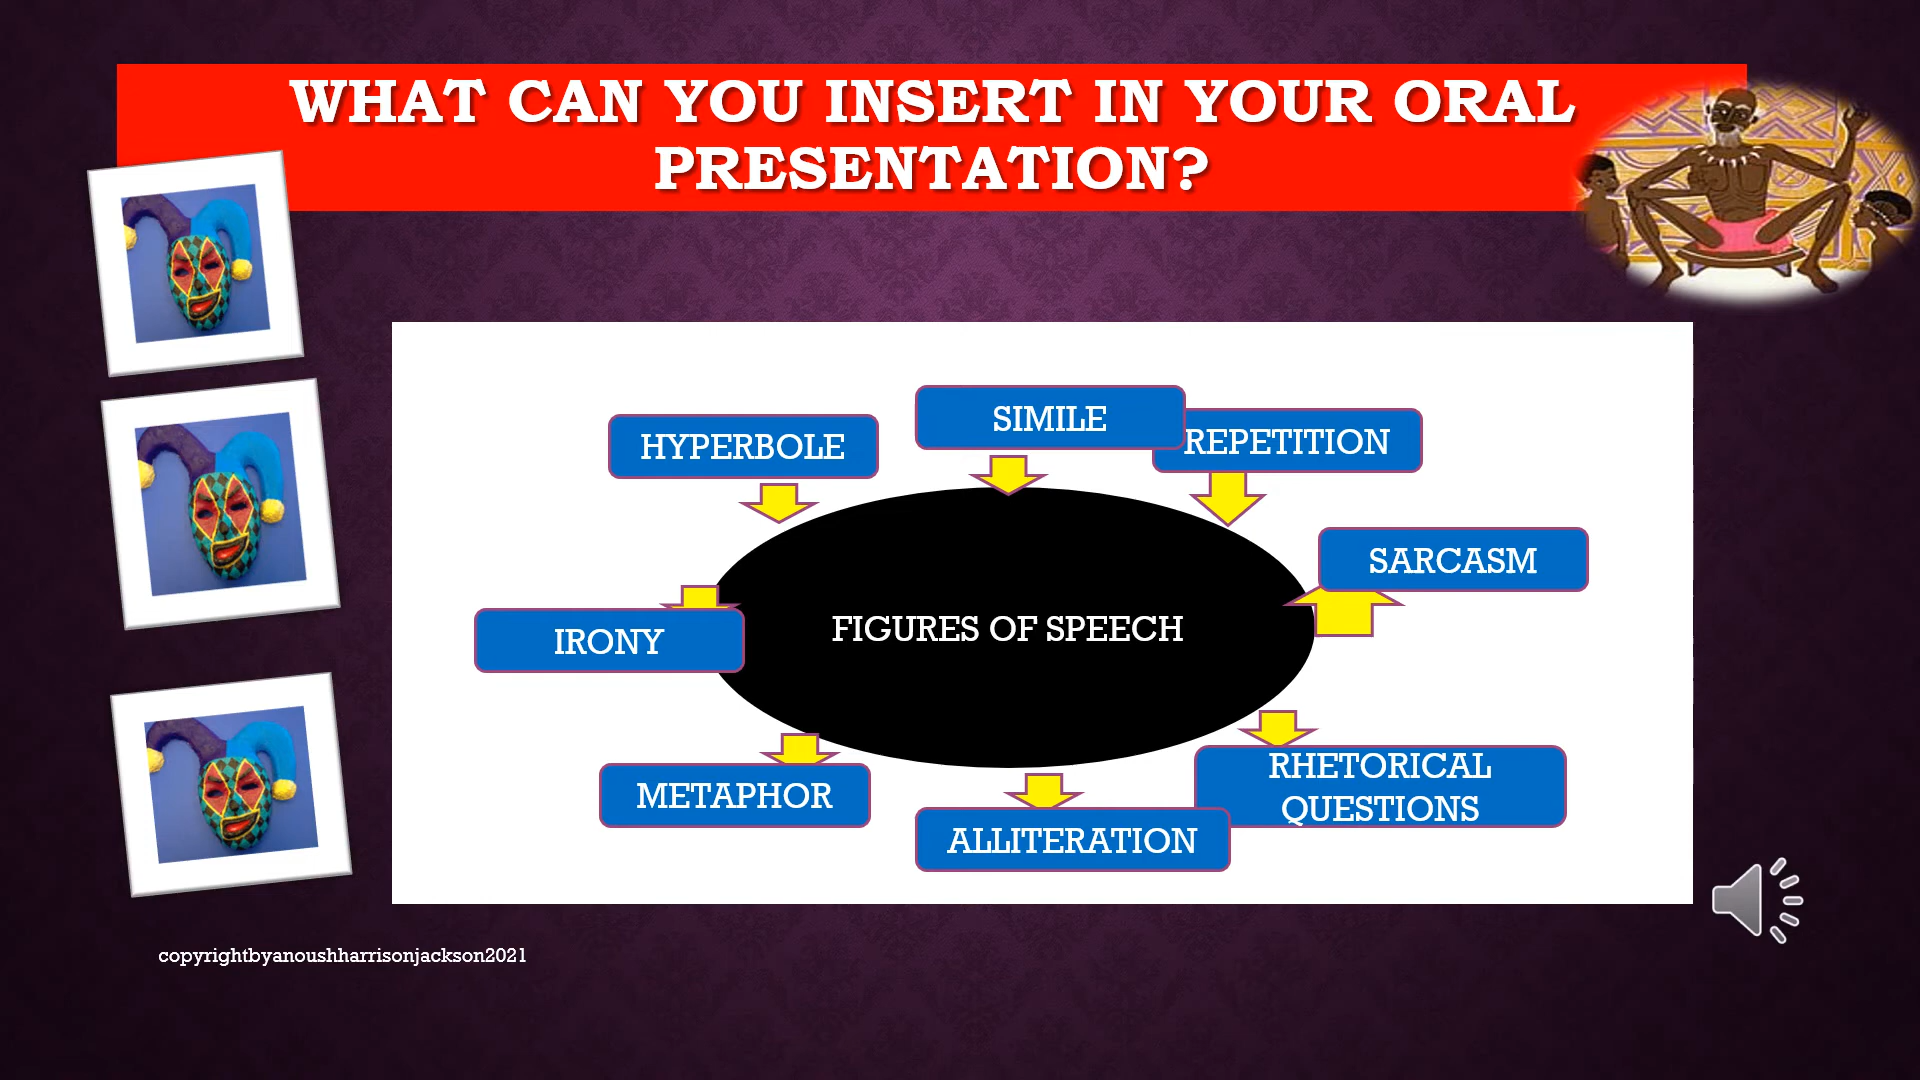 WHAT CAN YOU INSERT IN YOUR ORAL
PRESENTATION?
SIMILE
HYPERBOLE
REPETITION
SARCASM
FIGURES OF SPEECH
IRONY
METAPHOR
RHETORICAL
QUESTIONS
ALLITERATION
copyrightbyanoushharrisonjackson2021